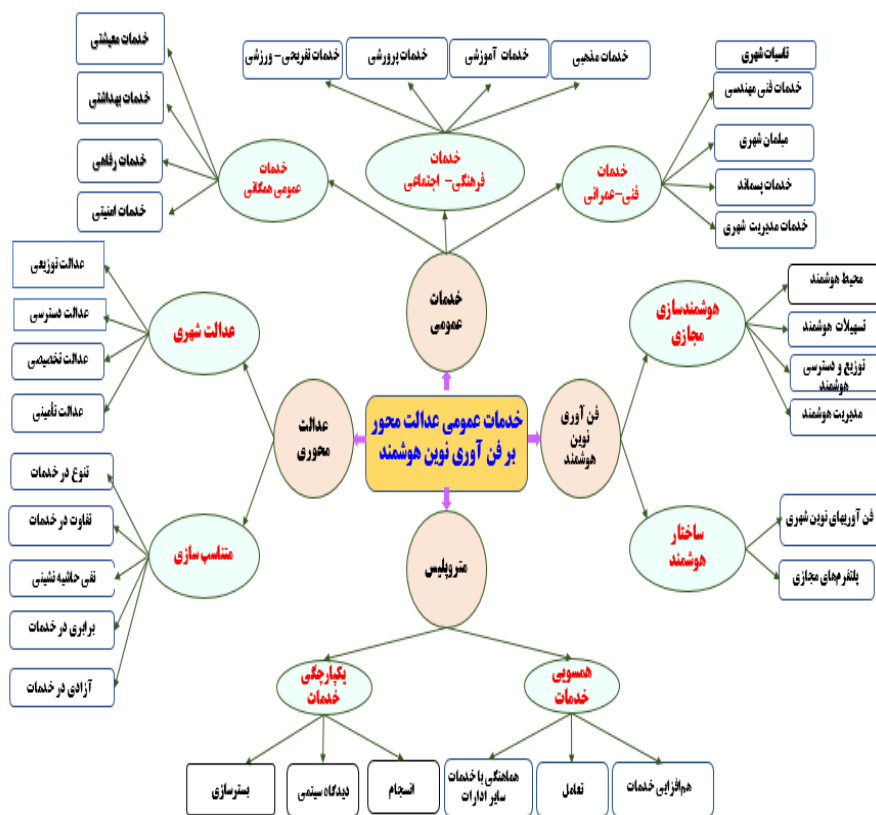 خدمات مذهبی
خدمات آموزشی
خدمات پرورشی
خدمات تفریحی - ورزشی
خدمات معیشتی
خدمات بهداشتی
خدمات رفاهی
خدمات امنیتی
تاسیات شهری
خدمات فنی مهندسی
مبلمان شهری
خدمات پسماند
خدمات مدیریت شهری
خدمات
فنی-عمرانی
خدمات
فرهنگی- اجتماعی
خدمات
عمومی همگانی
خدمات
عمومی
محیط هوشمند
تسهیلات هوشمند
توزیع و دسترسی
هوشمند
مدیریت هوشمند
هوشمندسازی
مجازی
عدالت شهری
عدالت توزیعی
عدالت دسترسی
عدالت تخصیصی
عدالت تأمینی
فن آوری
نوین
هوشمند
خدمات عمومی عدالت محور
بر فن آوری نوین هوشمند
عدالت
محوری
فن آوریهای نوین شهری
پلتفرم‌های مجازی
ساختار
هوشمند
متروپلیس
متناسب سازی
تنوع در خدمات
تفاوت در خدمات
نفی حاشیه نشینی
برابری در خدمات
آزادی در خدمات
همسویی
خدمات
یکپارچگی
خدمات
هم‌افزایی خدمات
تعامل
هماهنگی با خدمات
سایر ادارات
انسجام
دیدگاه سیتمی
بسترسازی